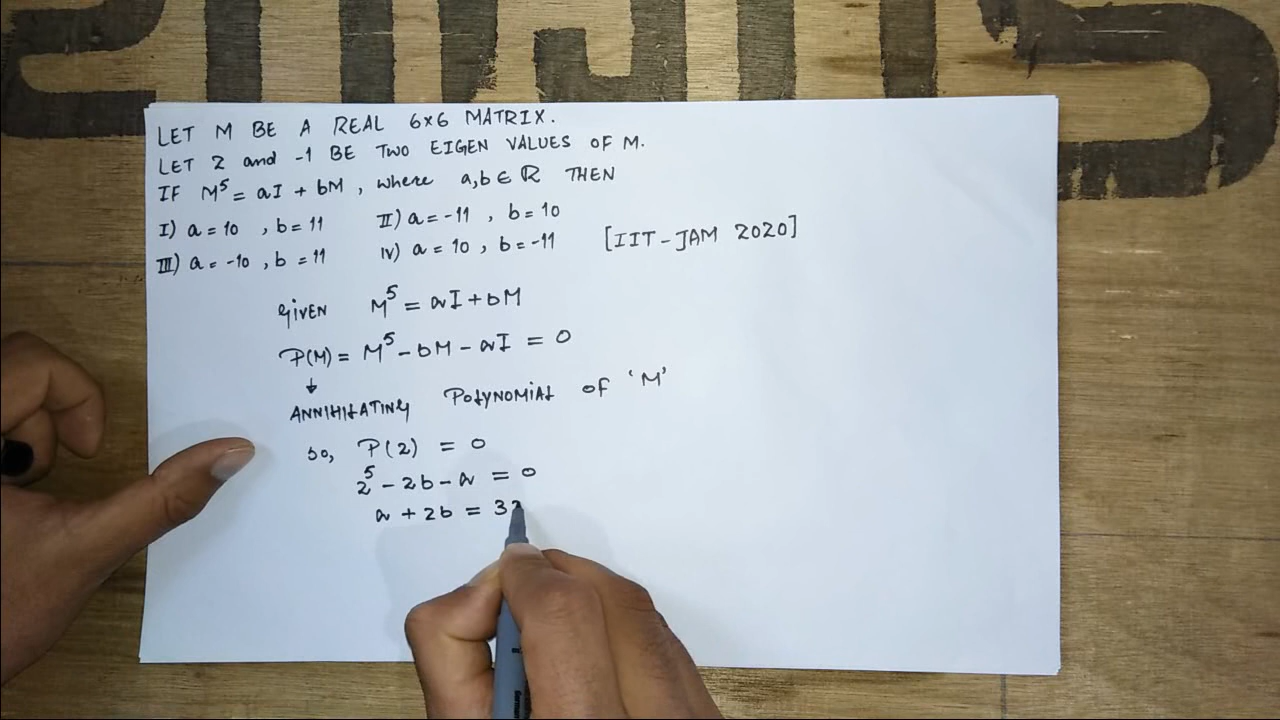 LET M BE A REAL 6×6 MATRIX.
LET 2 and -1 BE TWO EIGEN VALUES OF M.
IF M⁵ = aI + bM , where a,b ∈ ℝ THEN
I) a = 10 , b = 11 II) a = -11 , b = 10
III) a = -10 , b = 11 IV) a = 10 , b = -11 [IIT-JAM 2020]
GIVEN M⁵ = aI + bM
P(M) = M⁵ - bM - aI = 0
↓
ANNIHILATING POLYNOMIAL OF 'M'
so, P(2) = 0
2⁵ - 2b - a = 0
a + 2b = 32